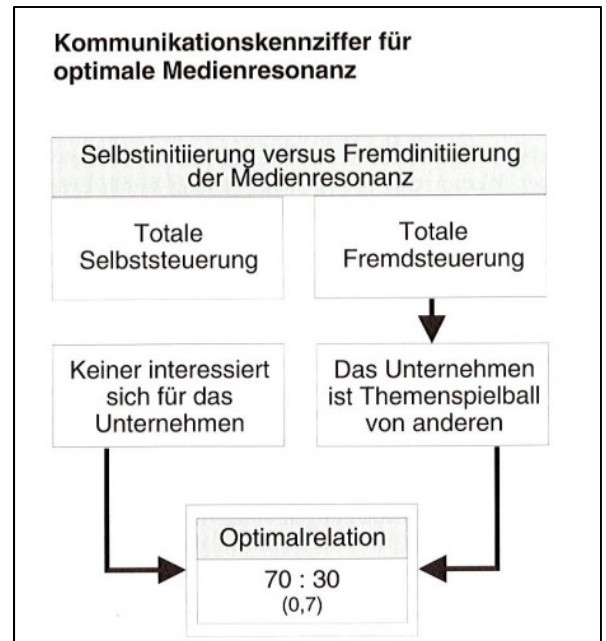 Kommunikationskennziffer für
optimale Medienresonanz
Selbstinitiierung versus Fremdinitiierung
der Medienresonanz
Totale
Selbststeuerung
Totale
Fremdsteuerung
Keiner interessiert
sich für das
Unternehmen
Das Unternehmen
ist Themenspielball
von anderen
Optimalrelation
70 : 30
(0,7)